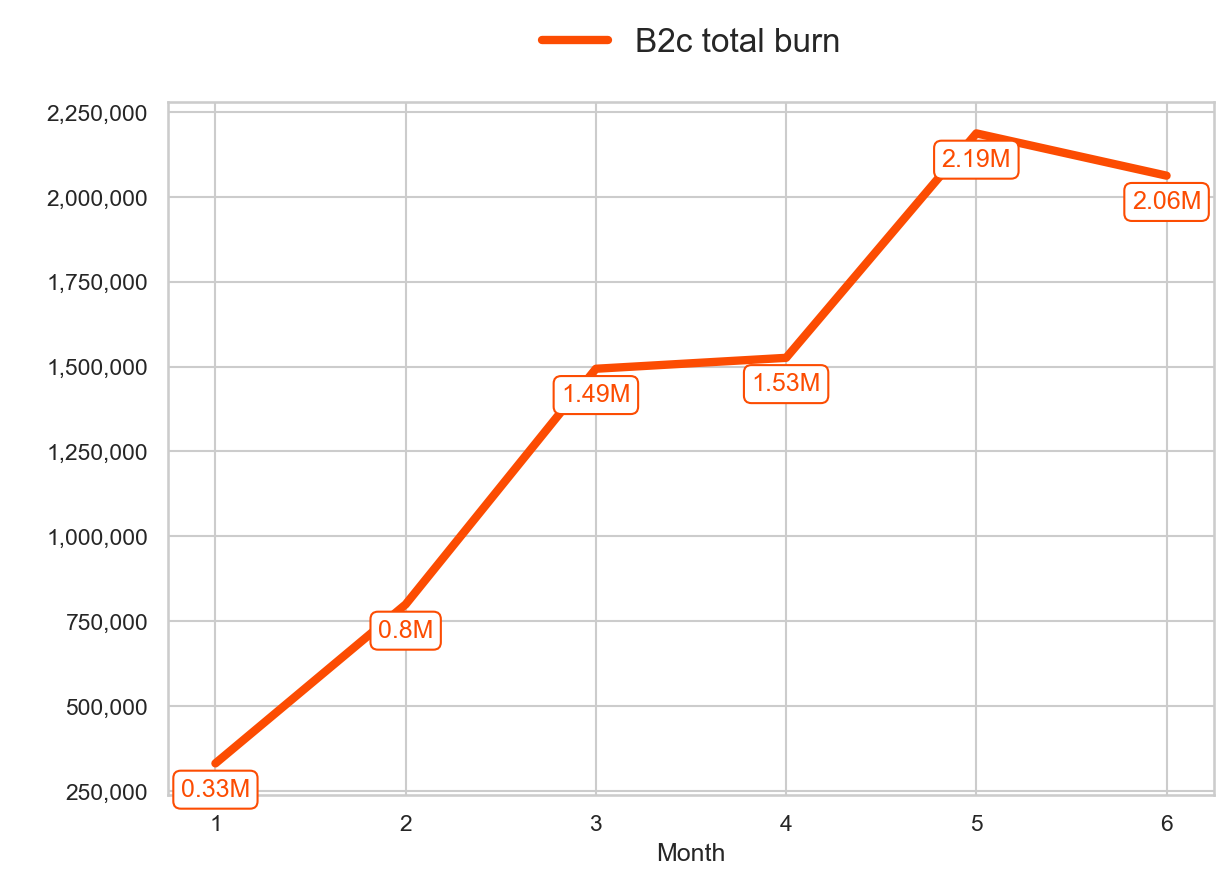 B2c total burn
2,250,000
2,000,000
1,750,000
1,500,000
1,250,000
1,000,000
750,000
500,000
250,000
0.33M
0.8M
1.49M
1.53M
2.19M
2.06M
1 2 3 4 5 6
Month